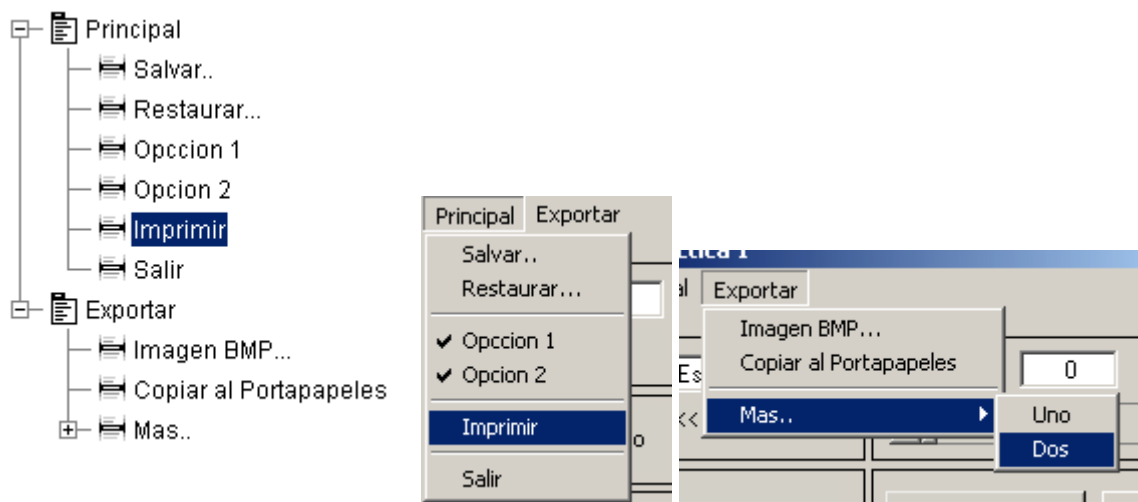 Principal
Salvar..
Restaurar...
Opccion 1
Opcion 2
Imprimir
Salir
Exportar
Imagen BMP...
Copiar al Portapapeles
Mas..
Principal Exportar
Salvar..
Restaurar...
Opccion 1
Opcion 2
Imprimir
Salir
Exportar
Imagen BMP...
Copiar al Portapapeles
0
Mas..
Uno
Dos